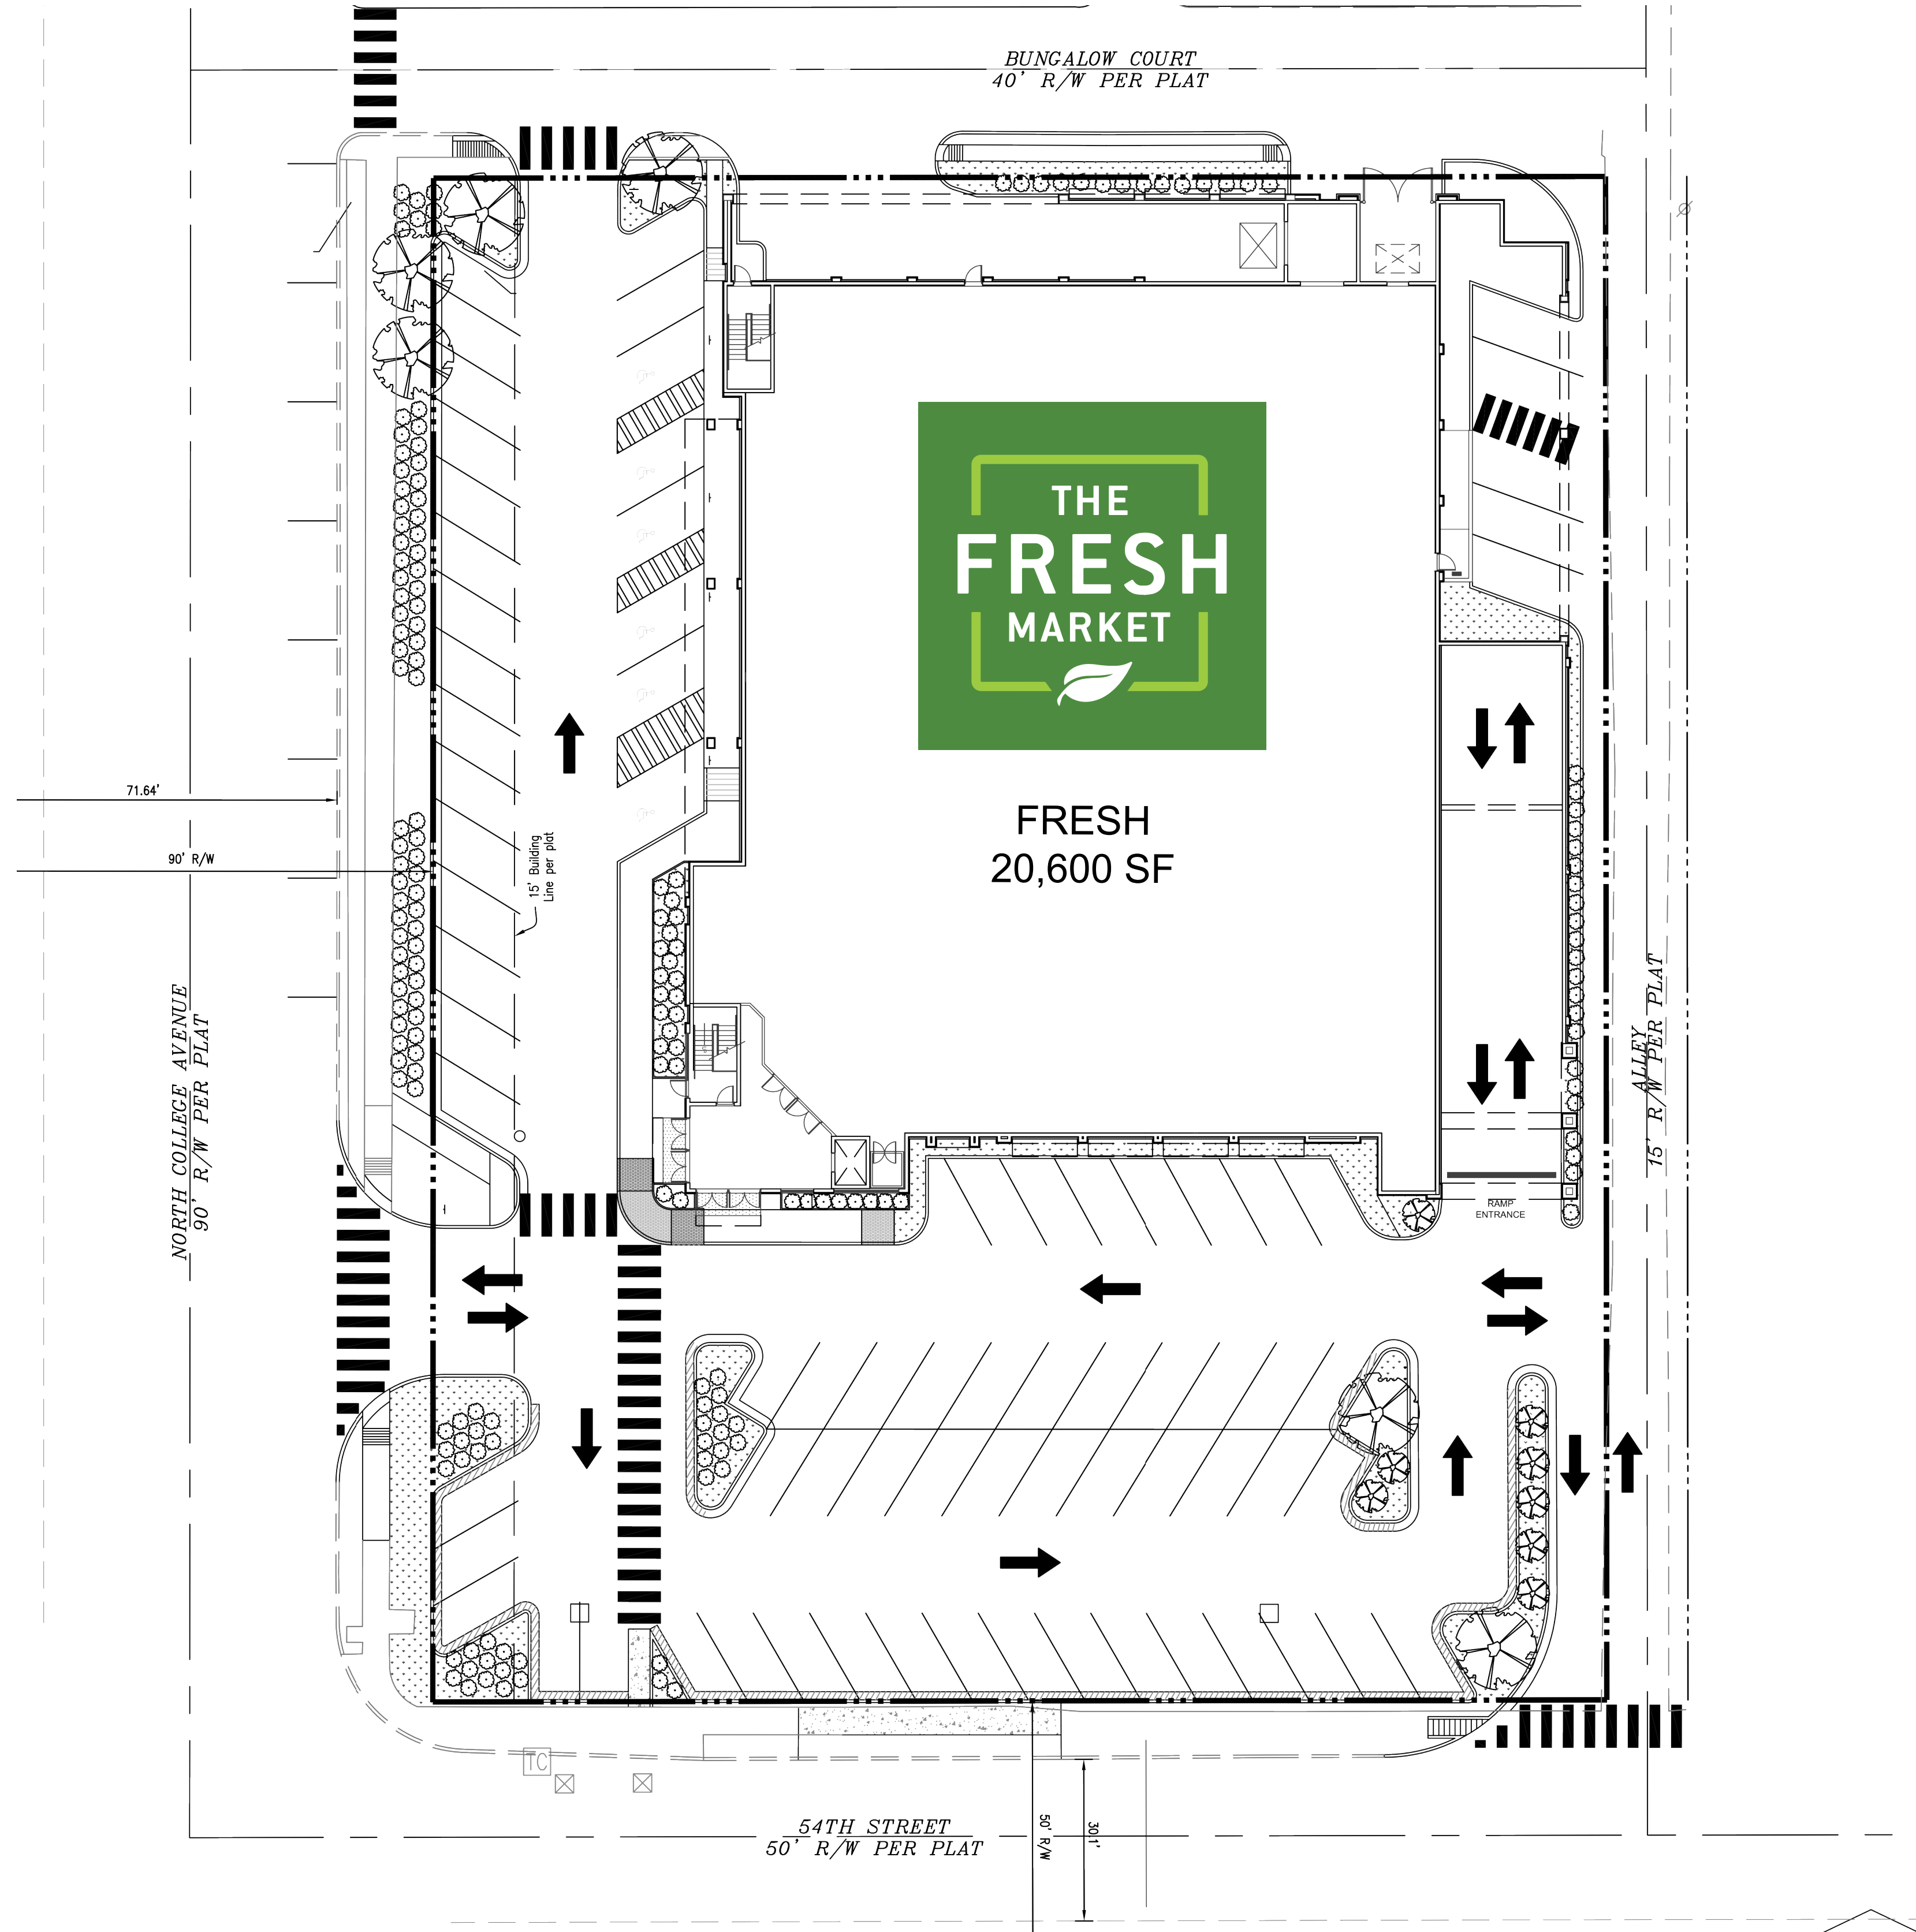 BUNGALOW COURT
40' R/W PER PLAT
THE
FRESH
MARKET
FRESH
20,600 SF
71.64'
90' R/W
15' Building
Line per plat
NORTH COLLEGE AVENUE
90' R/W PER PLAT
ALLEY
15' R/W PER PLAT
RAMP
ENTRANCE
TC
54TH STREET
50' R/W PER PLAT
50' R/W
30.1'